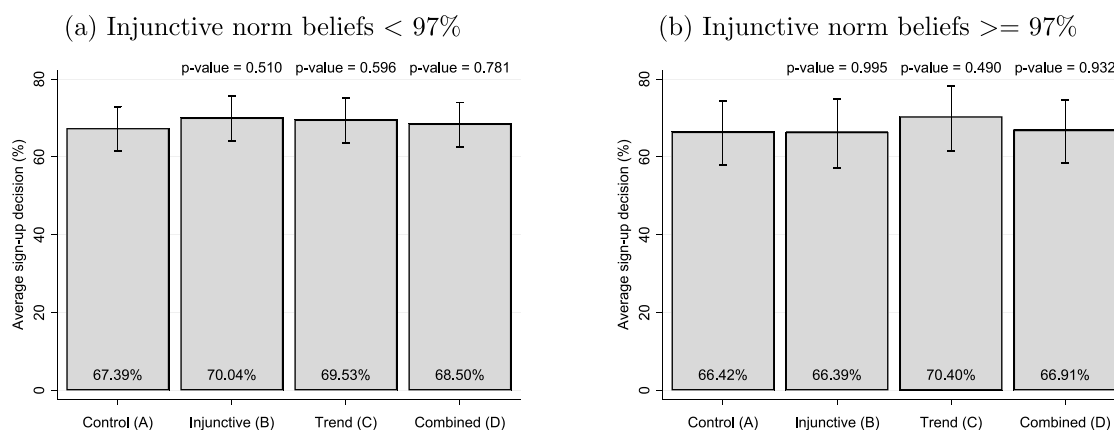 (a) Injunctive norm beliefs < 97%
p-value = 0.510 p-value = 0.596 p-value = 0.781
Average sign-up decision (%)
80
60
40
20
0
67.39% 70.04% 69.53% 68.50%
Control (A) Injunctive (B) Trend (C) Combined (D)
(b) Injunctive norm beliefs >= 97%
p-value = 0.995 p-value = 0.490 p-value = 0.932
Average sign-up decision (%)
80
60
40
20
0
66.42% 66.39% 70.40% 66.91%
Control (A) Injunctive (B) Trend (C) Combined (D)